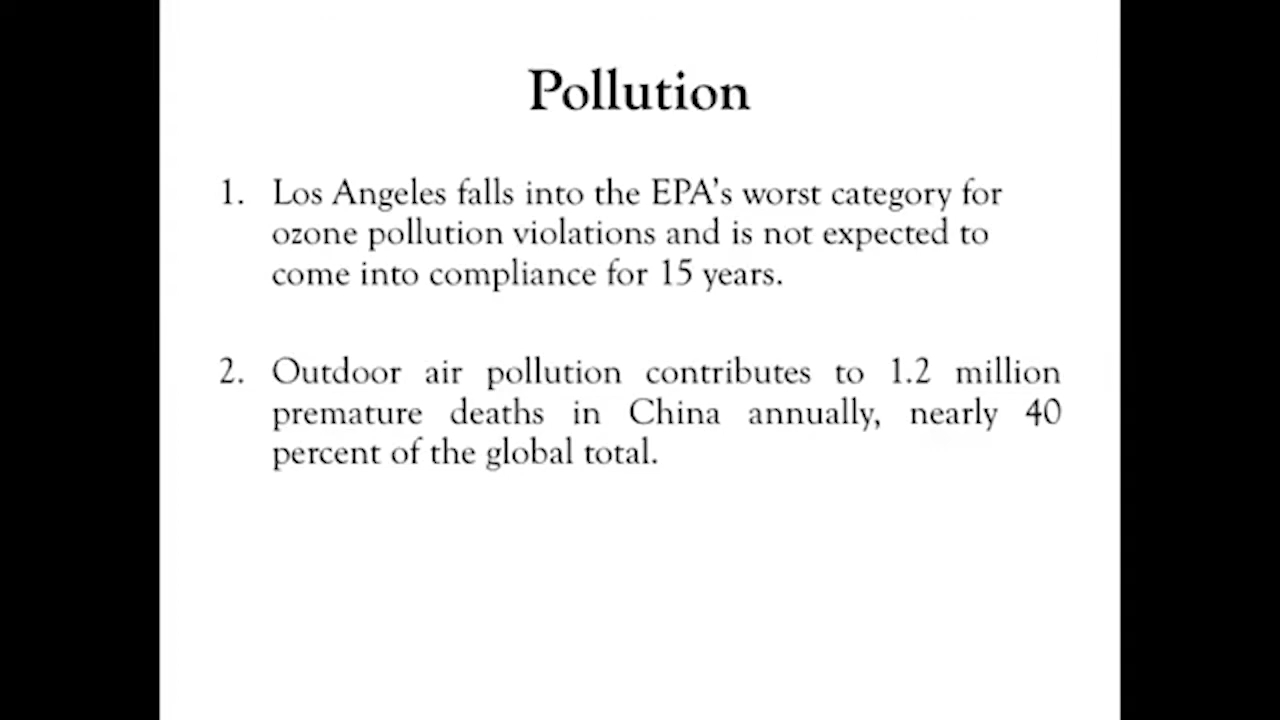 Pollution
1. Los Angeles falls into the EPA’s worst category for
ozone pollution violations and is not expected to
come into compliance for 15 years.
2. Outdoor air pollution contributes to 1.2 million
premature deaths in China annually, nearly 40
percent of the global total.